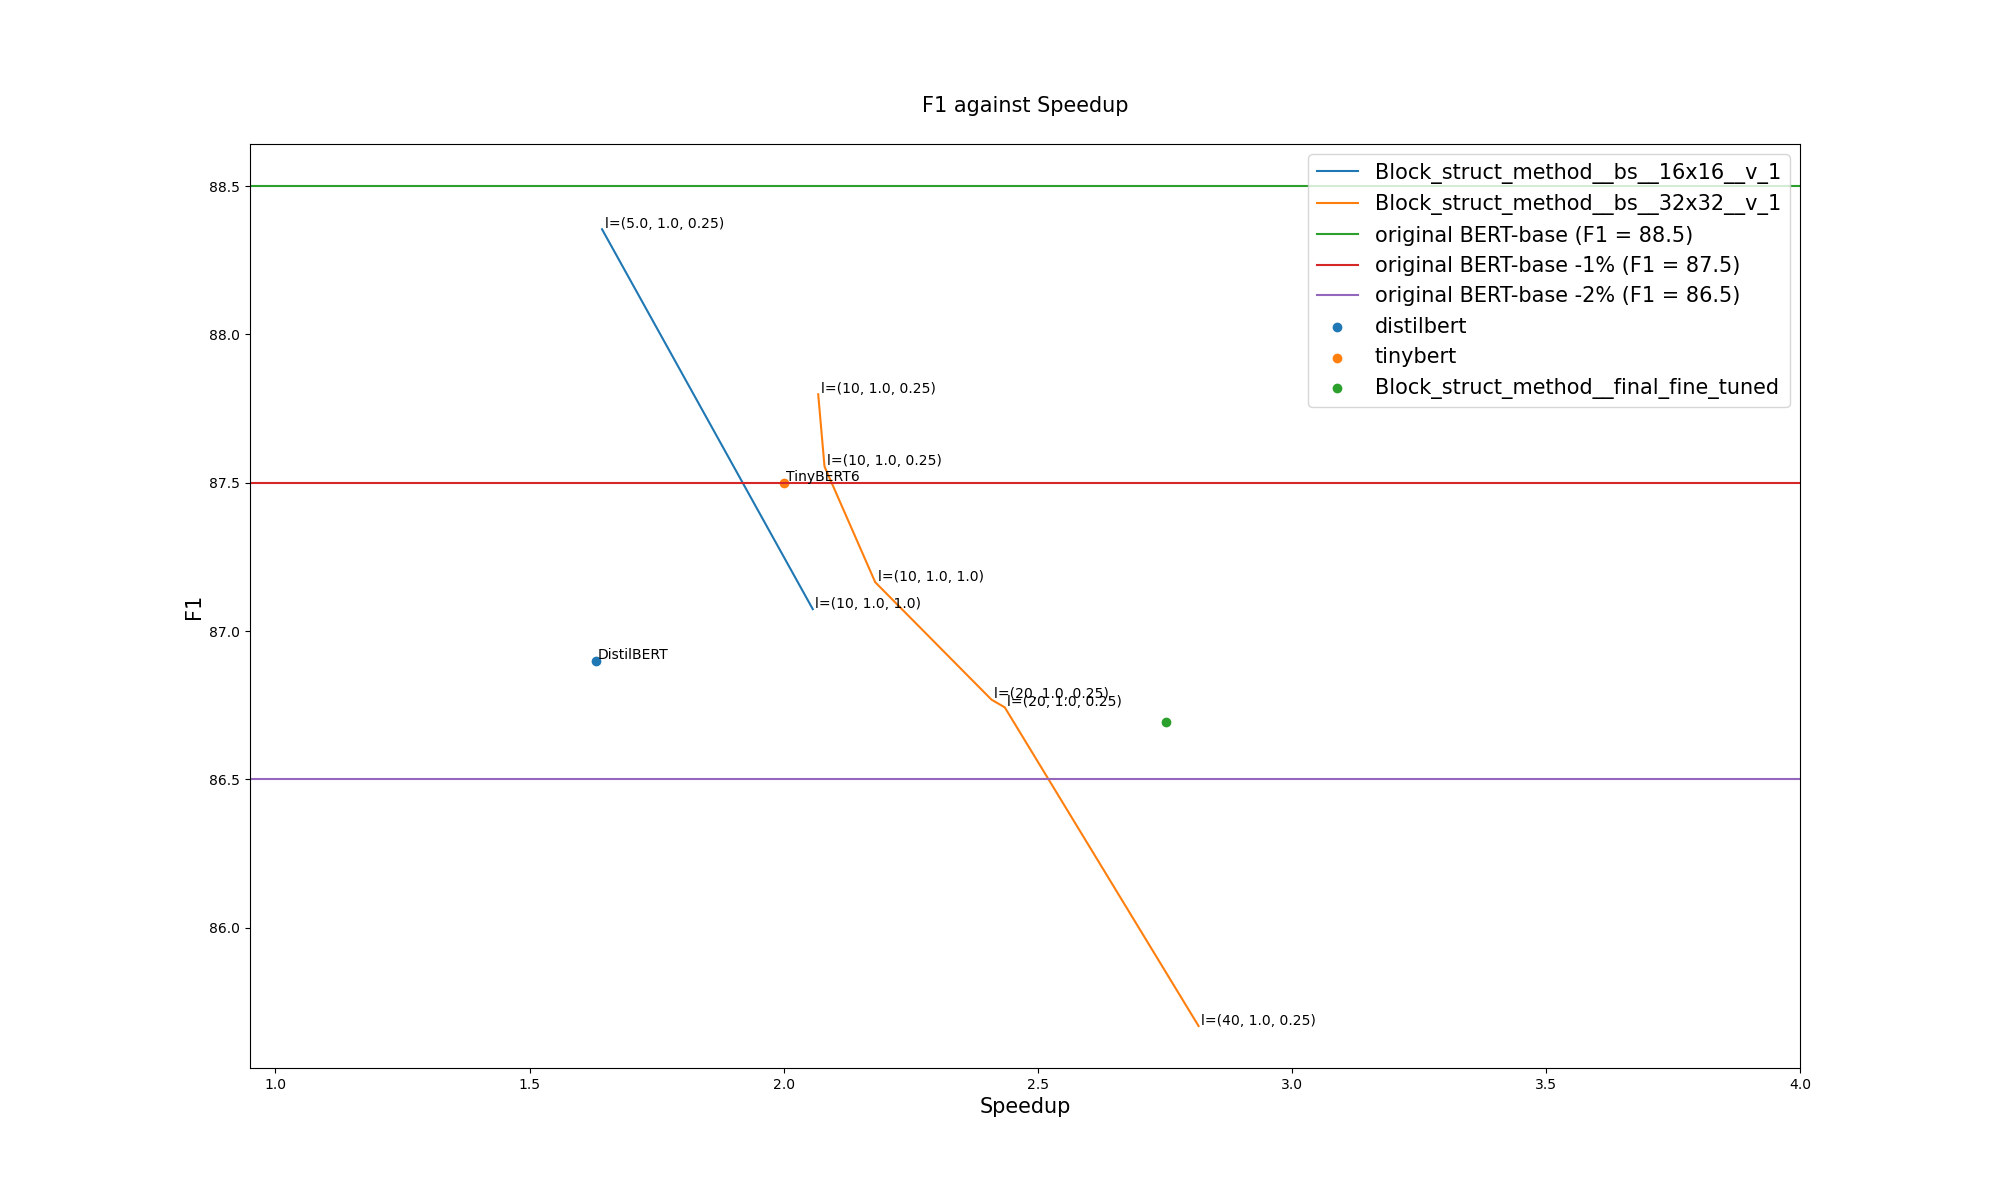 F1 against Speedup
Block_struct_method__bs__16x16__v_1
Block_struct_method__bs__32x32__v_1
original BERT-base (F1 = 88.5)
original BERT-base -1% (F1 = 87.5)
original BERT-base -2% (F1 = 86.5)
distilbert
tinybert
Block_struct_method__final_fine_tuned
88.5
88.0
87.5
87.0
86.5
86.0
F1
l=(5.0, 1.0, 0.25)
l=(10, 1.0, 0.25)
l=(10, 1.0, 0.25)
TinyBERT6
l=(10, 1.0, 1.0)
l=(10, 1.0, 1.0)
DistilBERT
l=(20, 1.0, 0.25)
l=(20, 1.0, 0.25)
l=(40, 1.0, 0.25)
1.0 1.5 2.0 2.5 3.0 3.5 4.0
Speedup